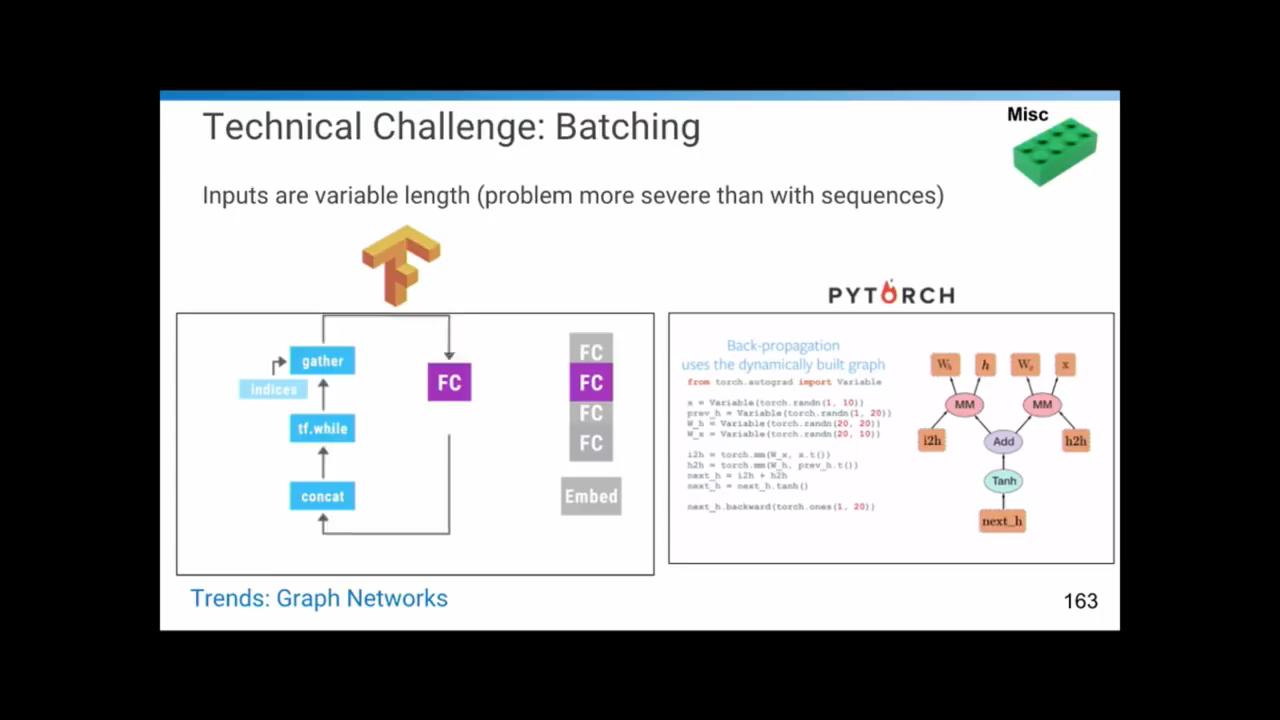 Technical Challenge: Batching
Misc
Inputs are variable length (problem more severe than with sequences)
gather
indices
tf.while
concat
FC
FC
FC
FC
FC
Embed
PYTORCH
Back-propagation
uses the dynamically built graph
from torch.autograd import Variable
x = Variable(torch.randn(1, 10))
prev_h = Variable(torch.randn(1, 20))
W_h = Variable(torch.randn(20, 20))
W_x = Variable(torch.randn(20, 10))
i2h = torch.mm(W_x, x.t())
h2h = torch.mm(W_h, prev_h.t())
next_h = i2h + h2h
next_h = next_h.tanh()
next_h.backward(torch.ones(1, 20))
W_h
h
W_x
x
MM
MM
i2h
Add
h2h
Tanh
next_h
Trends: Graph Networks
163